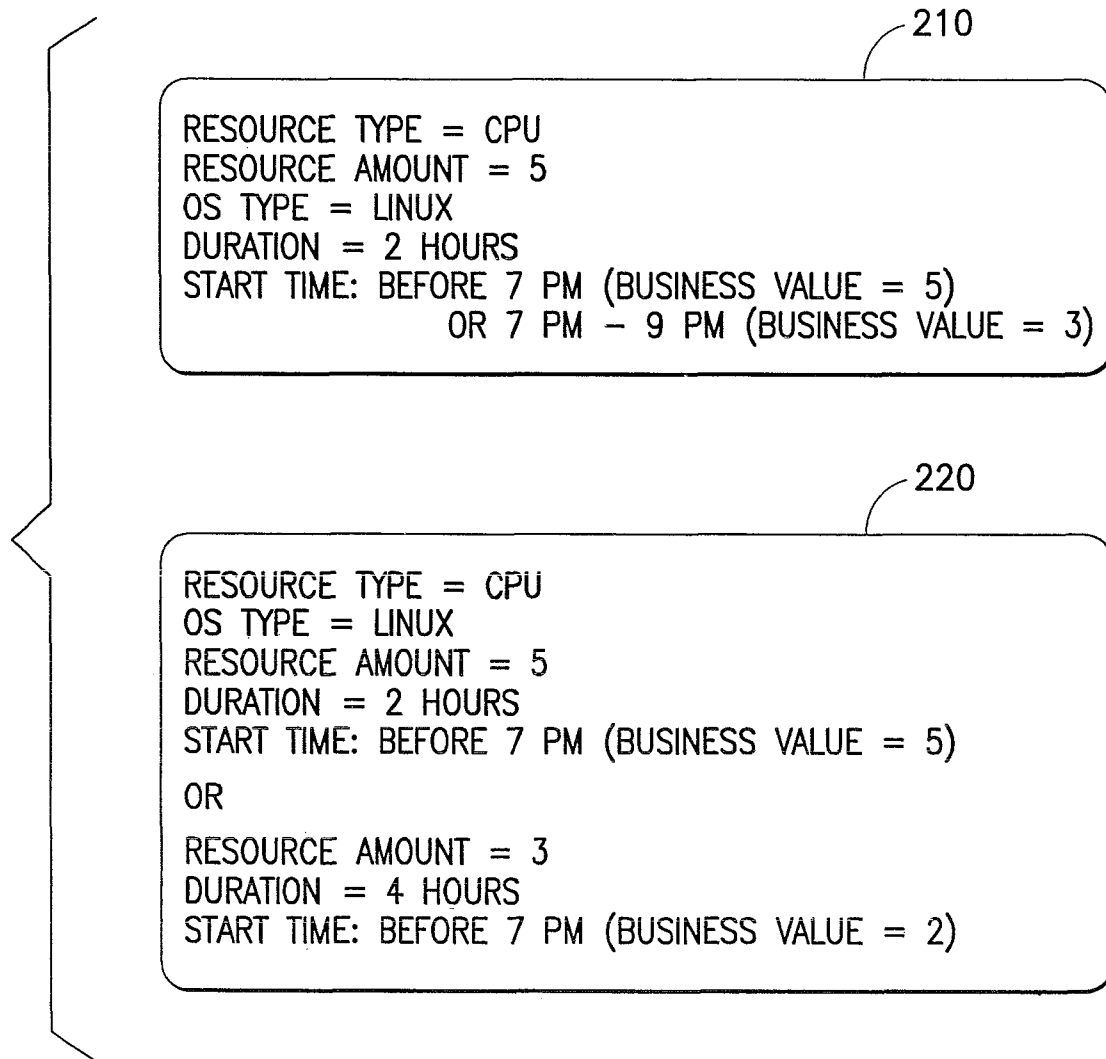 210
RESOURCE TYPE = CPU
RESOURCE AMOUNT = 5
OS TYPE = LINUX
DURATION = 2 HOURS
START TIME: BEFORE 7 PM (BUSINESS VALUE = 5)
OR 7 PM – 9 PM (BUSINESS VALUE = 3)
220
RESOURCE TYPE = CPU
OS TYPE = LINUX
RESOURCE AMOUNT = 5
DURATION = 2 HOURS
START TIME: BEFORE 7 PM (BUSINESS VALUE = 5)
OR
RESOURCE AMOUNT = 3
DURATION = 4 HOURS
START TIME: BEFORE 7 PM (BUSINESS VALUE = 2)